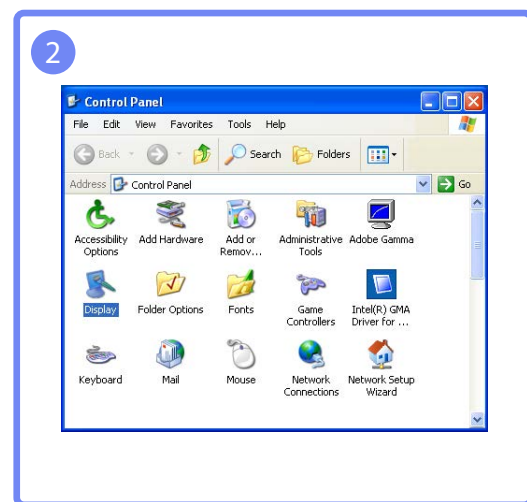 2
Control Panel
File Edit View Favorites Tools Help
Back Search Folders
Address Control Panel Go
Accessibility Options
Add Hardware
Add or Remov...
Administrative Tools
Adobe Gamma
Display
Folder Options
Fonts
Game Controllers
Intel(R) GMA Driver for ...
Keyboard
Mail
Mouse
Network Connections
Network Setup Wizard